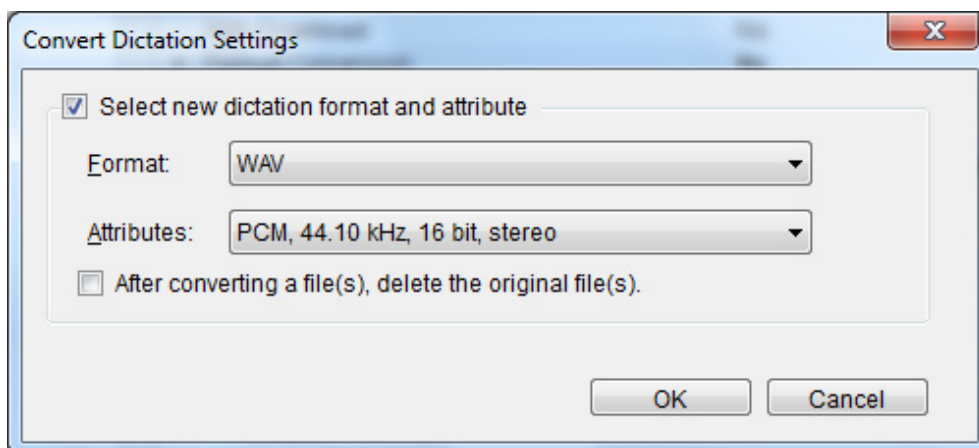 Convert Dictation Settings
Select new dictation format and attribute
Format: WAV
Attributes: PCM, 44.10 kHz, 16 bit, stereo
After converting a file(s), delete the original file(s).
OK Cancel